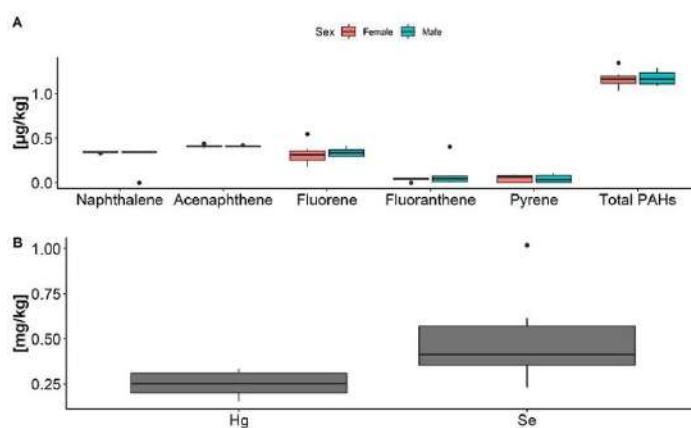 A
Sex Female Male
[µg/kg]
1.0
0.5
0.0
Naphthalene Acenaphthene Fluorene Fluoranthene Pyrene Total PAHs
B
[mg/kg]
1.00
0.75
0.50
0.25
Hg Se